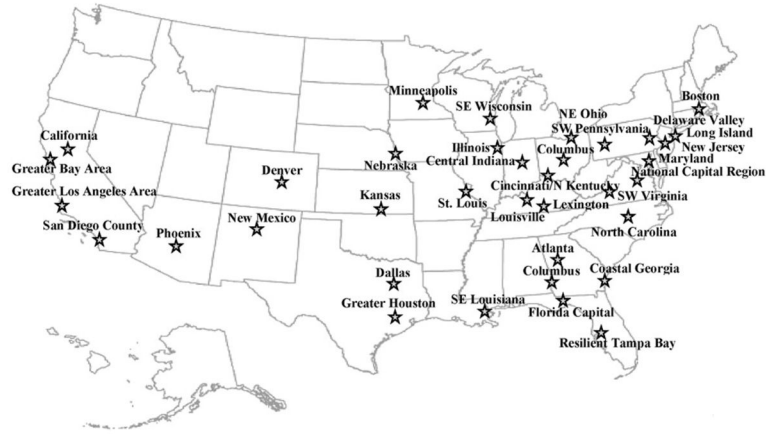 Boston
Minneapolis
SE Wisconsin
NE Ohio
Delaware Valley
SW Pennsylvania
Long Island
California
Illinois
Columbus
New Jersey
Central Indiana
Maryland
Greater Bay Area
Denver
Nebraska
National Capital Region
Cincinnati/N Kentucky
Greater Los Angeles Area
Kansas
St. Louis
SW Virginia
Lexington
Louisville
New Mexico
San Diego County
Phoenix
North Carolina
Atlanta
Dallas
Columbus
Coastal Georgia
Greater Houston
SE Louisiana
Florida Capital
Resilient Tampa Bay